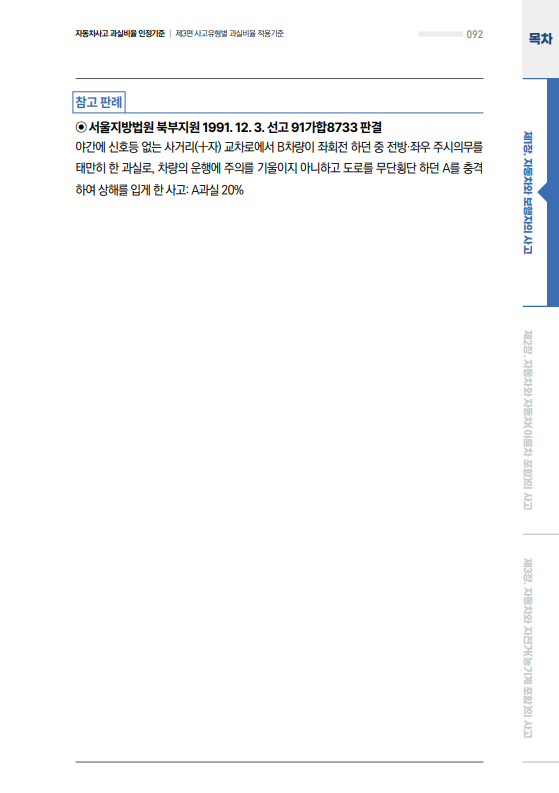 자동차사고 과실비율 인정기준 | 제3편 사고유형별 과실비율 적용기준
092
목차
참고 판례
◉ 서울지방법원 북부지원 1991. 12. 3. 선고 91가합8733 판결
야간에 신호등 없는 사거리(十자) 교차로에서 B차량이 좌회전 하던 중 전방·좌우 주시의무를
태만히 한 과실로, 차량의 운행에 주의를 기울이지 아니하고 도로를 무단횡단 하던 A를 충격
하여 상해를 입게 한 사고: A과실 20%
제1장. 자동차와 보행자의 사고
제2장. 자동차와 자동차(이륜차 포함)의 사고
제3장. 자동차와 자전거(농기계 포함)의 사고